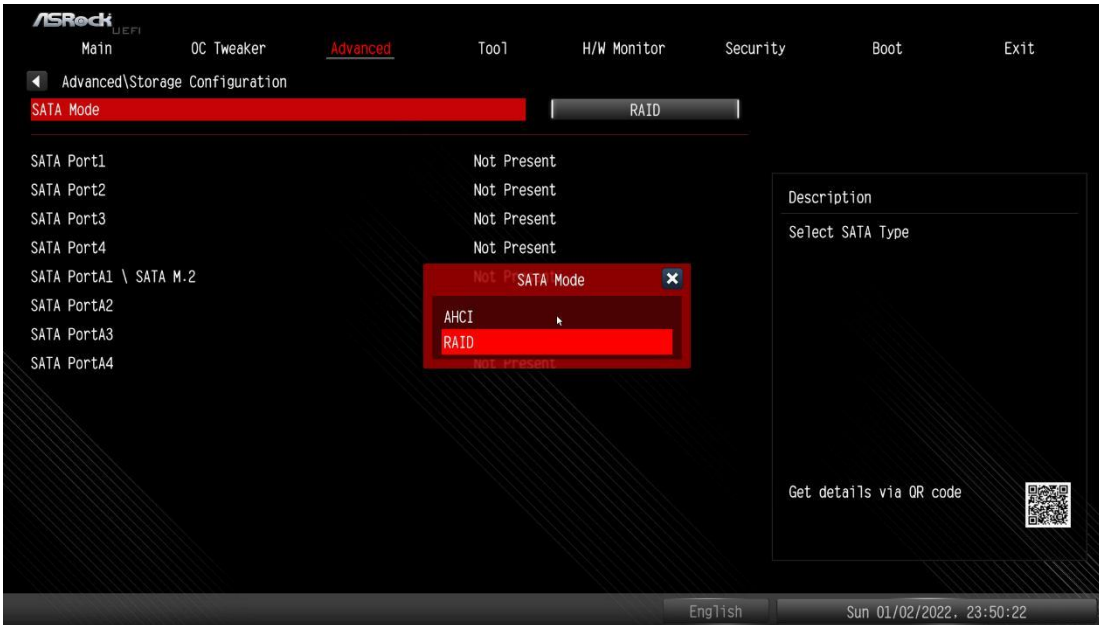 ASRock UEFI
Main OC Tweaker Advanced Tool H/W Monitor Security Boot Exit
Advanced\Storage Configuration
SATA Mode RAID
SATA Port1 Not Present
SATA Port2 Not Present
SATA Port3 Not Present
SATA Port4 Not Present
SATA PortA1 \ SATA M.2
SATA PortA2
SATA PortA3
SATA PortA4 Not Present
SATA Mode
AHCI
RAID
Description
Select SATA Type
Get details via QR code
English Sun 01/02/2022, 23:50:22